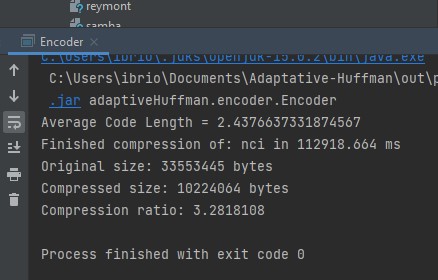 reymont
samba
Encoder
C:\Users\ibrio\.jdks\openjdk-15.0.2\bin\java.exe
C:\Users\ibrio\Documents\Adaptative-Huffman\out\p
.jar adaptiveHuffman.encoder.Encoder
Average Code Length = 2.4376637331874567
Finished compression of: nci in 112918.664 ms
Original size: 33553445 bytes
Compressed size: 10224064 bytes
Compression ratio: 3.2818108
Process finished with exit code 0